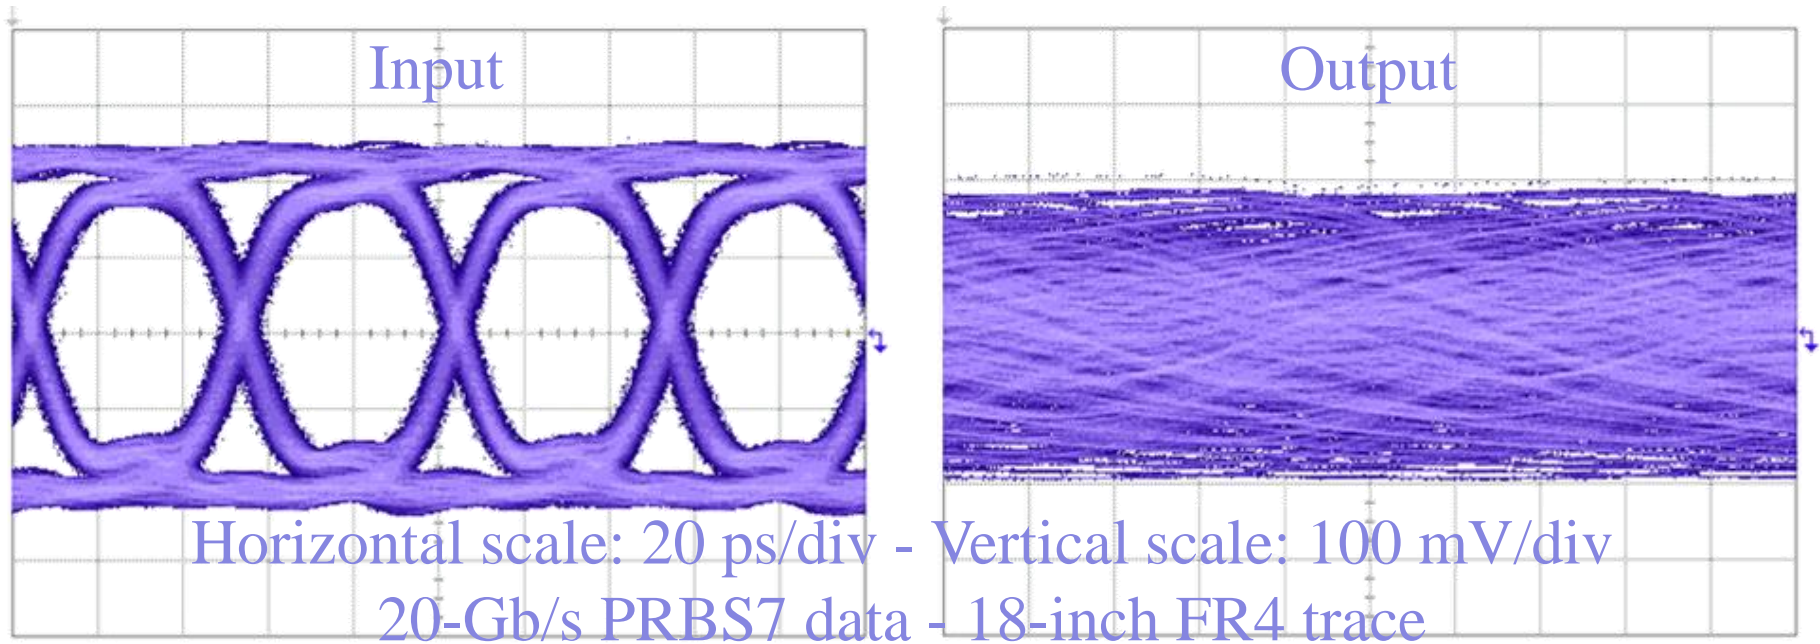 Input
Output
Horizontal scale: 20 ps/div - Vertical scale: 100 mV/div
20-Gb/s PRBS7 data - 18-inch FR4 trace